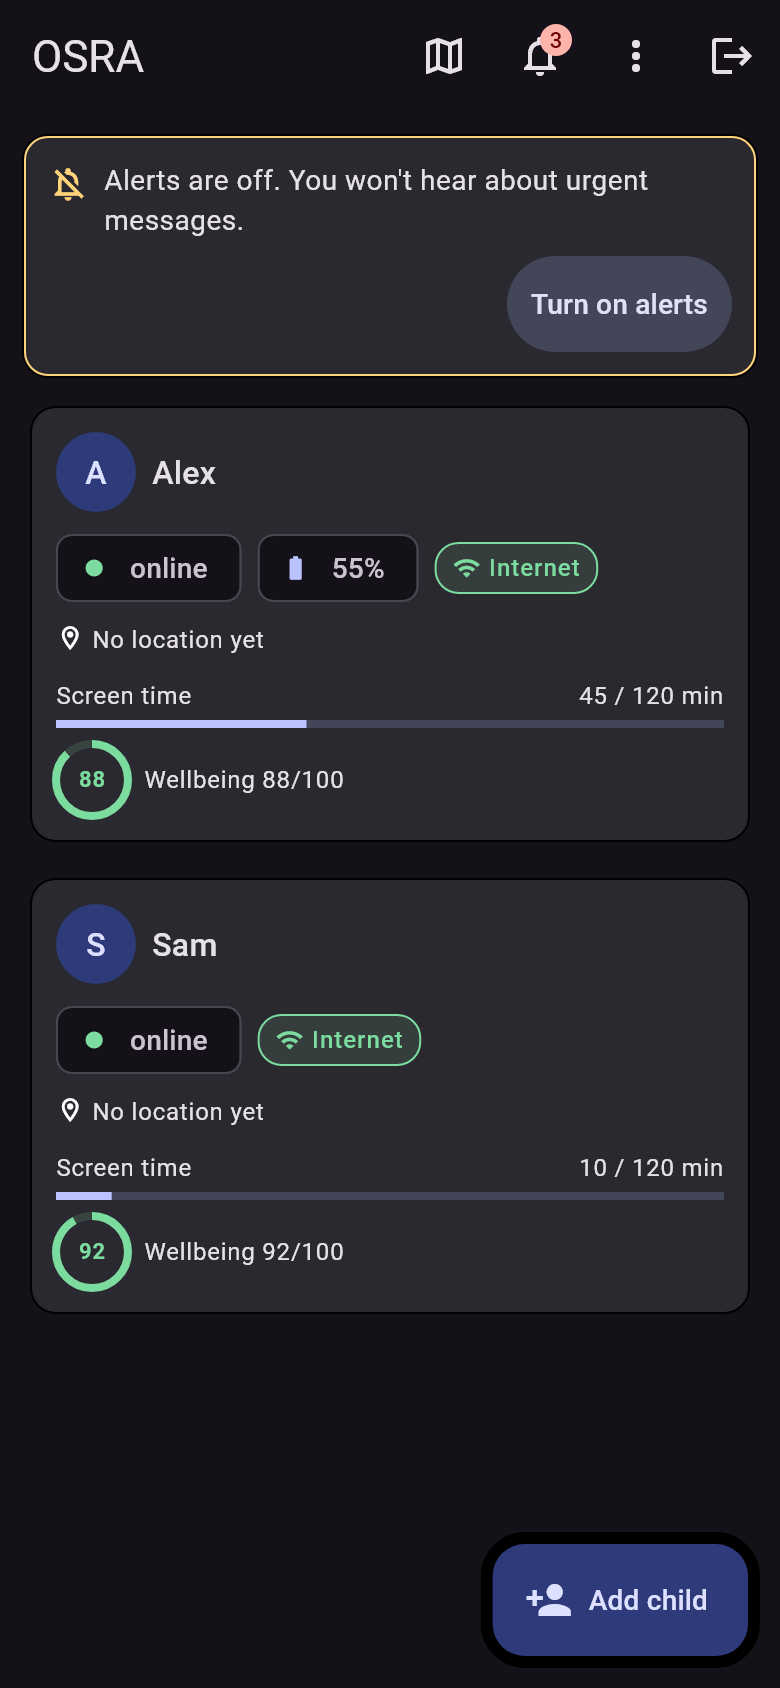 OSRA
3
Alerts are off. You won't hear about urgent
messages.
Turn on alerts
A
Alex
online
55%
Internet
No location yet
Screen time
45 / 120 min
88
Wellbeing 88/100
S
Sam
online
Internet
No location yet
Screen time
10 / 120 min
92
Wellbeing 92/100
Add child